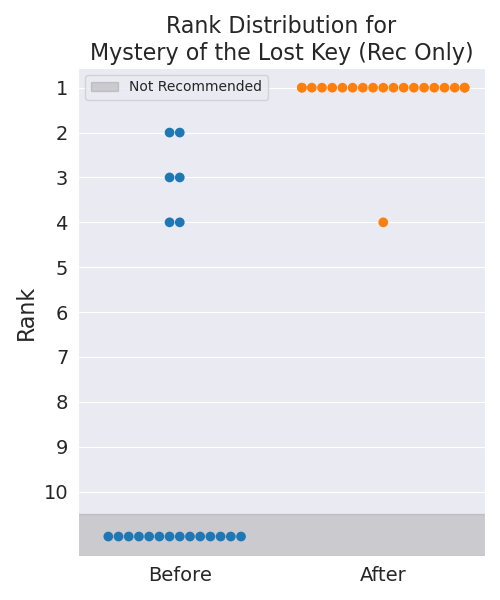 Rank Distribution for
Mystery of the Lost Key (Rec Only)
Not Recommended
1
2
3
4
5
6
7
8
9
10
Rank
Before
After